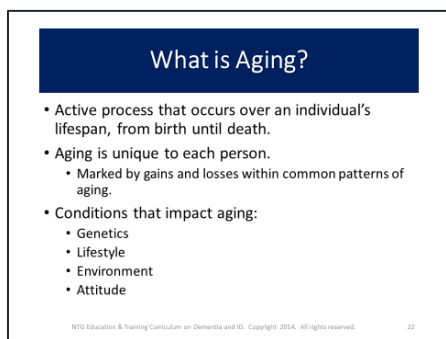 What is Aging?
• Active process that occurs over an individual's
lifespan, from birth until death.
• Aging is unique to each person.
• Marked by gains and losses within common patterns of
aging.
• Conditions that impact aging:
• Genetics
• Lifestyle
• Environment
• Attitude
NTG Education & Training Curriculum on Dementia and ID. Copyright 2014. All rights reserved.
22